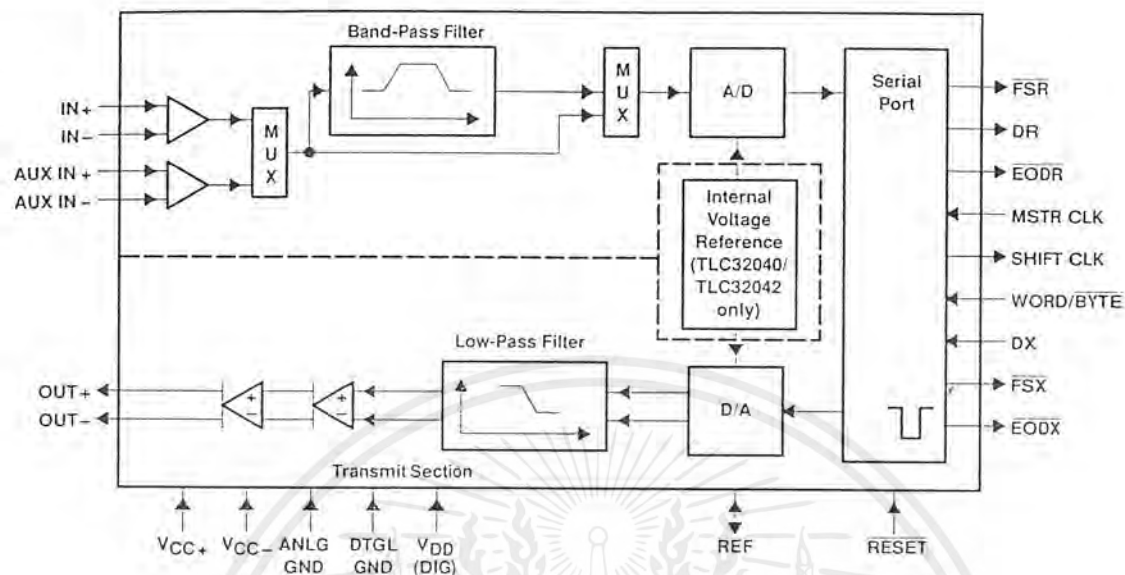 Band-Pass Filter
MUX
A/D
Serial
Port
IN+
IN−
MUX
AUX IN +
AUX IN −
Internal
Voltage
Reference
(TLC32040/
TLC32042
only)
Low-Pass Filter
OUT+
OUT−
+
−
+
−
D/A
Transmit Section
FSR
DR
EODR
MSTR CLK
SHIFT CLK
WORD/BYTE
DX
FSX
EODX
VCC+
VCC−
ANLG
GND
DTGL
GND
VDD
(DIG)
REF
RESET